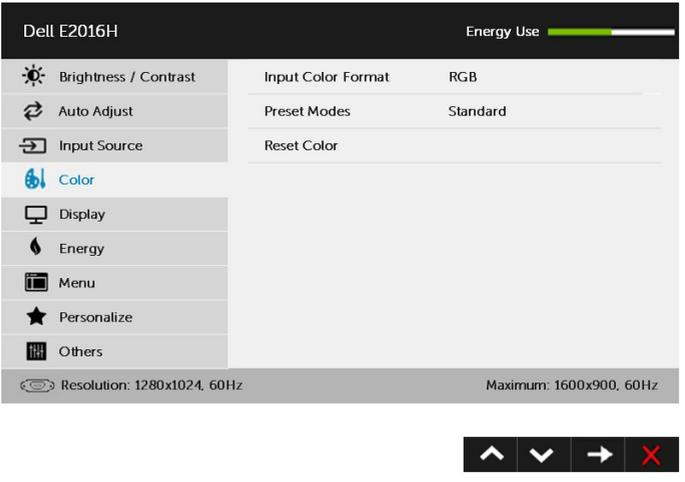 Dell E2016H Energy Use
Brightness / Contrast Input Color Format RGB
Auto Adjust Preset Modes Standard
Input Source Reset Color
Color
Display
Energy
Menu
Personalize
Others
Resolution: 1280x1024, 60Hz Maximum: 1600x900, 60Hz